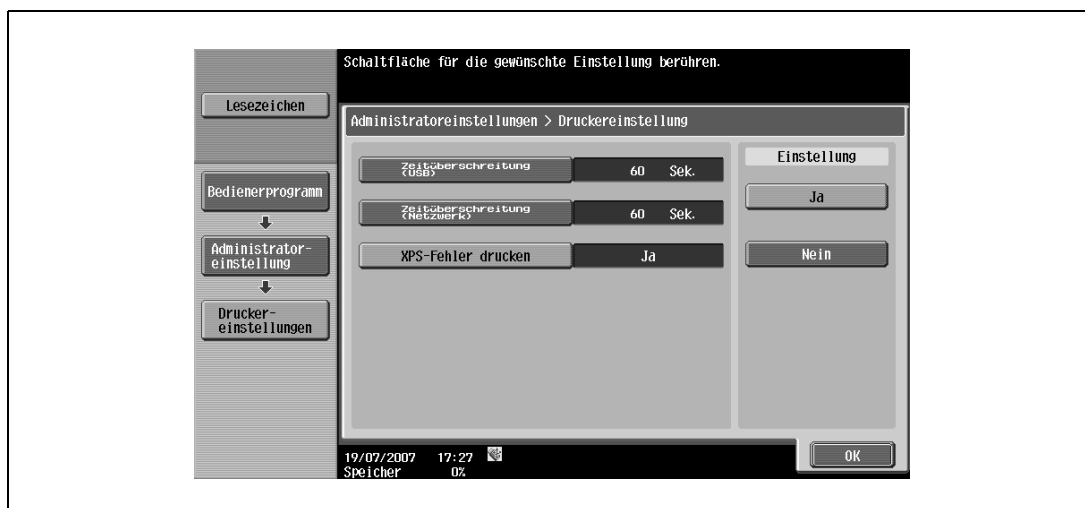 Schaltfläche für die gewünschte Einstellung berühren.
Lesezeichen
Administratoreinstellungen > Druckereinstellung
Bedienerprogramm
Administrator-
einstellung
Drucker-
einstellungen
Zeitüberschreitung
(USB)
60 Sek.
Zeitüberschreitung
(Netzwerk)
60 Sek.
XPS-Fehler drucken
Ja
Einstellung
Ja
Nein
19/07/2007 17:27
Speicher 0%
OK